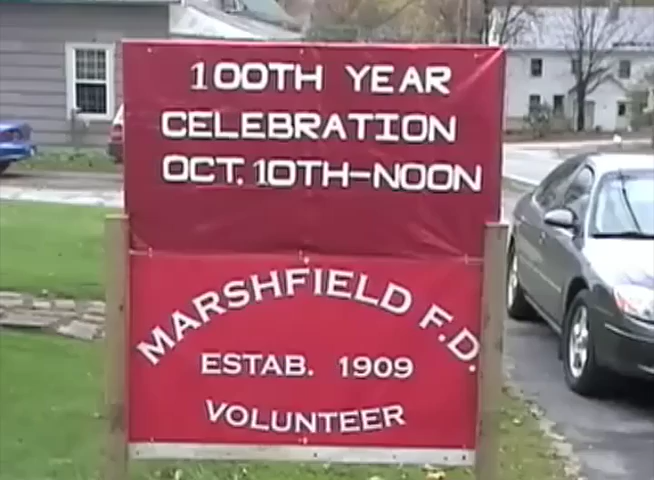 100TH YEAR
CELEBRATION
OCT. 10TH-NOON
MARSHFIELD F.D.
ESTAB. 1909
VOLUNTEER